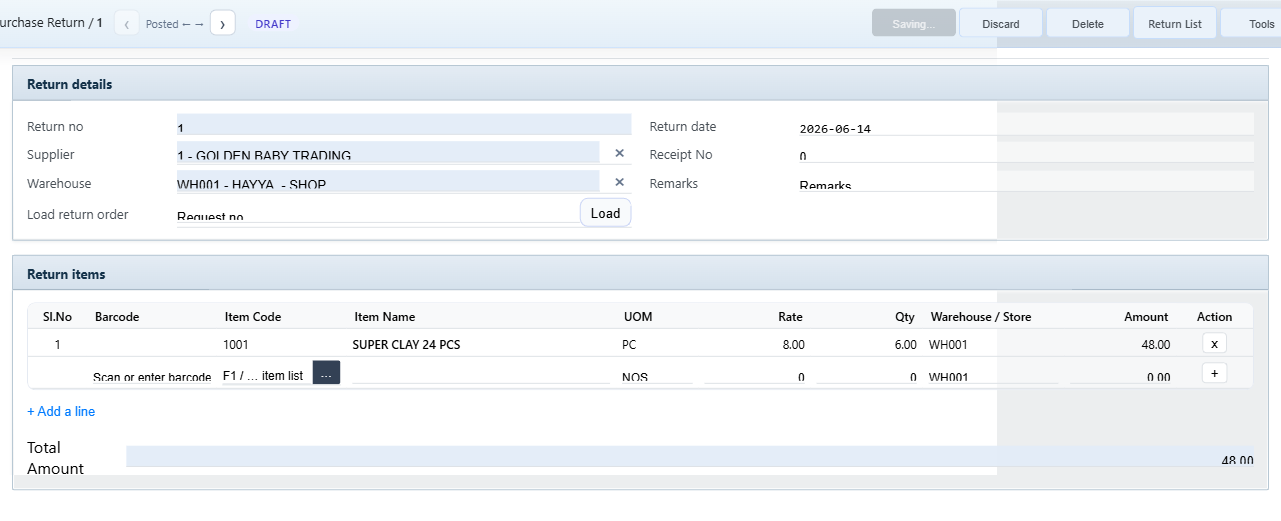 urchase Return / 1 ‹ Posted ← → › DRAFT Saving... Discard Delete Return List Tools
Return details
Return no 1 Return date 2026-06-14
Supplier 1 - GOLDEN BABY TRADING × Receipt No 0
Warehouse WH001 - HAYYA - SHOP × Remarks Remarks
Load return order Request no Load
Return items
Sl.No Barcode Item Code Item Name UOM Rate Qty Warehouse / Store Amount Action
1 1001 SUPER CLAY 24 PCS PC 8.00 6.00 WH001 48.00 x
Scan or enter barcode F1 / ... item list ... NOS 0 0 WH001 0.00 +
+ Add a line
Total
Amount 48.00